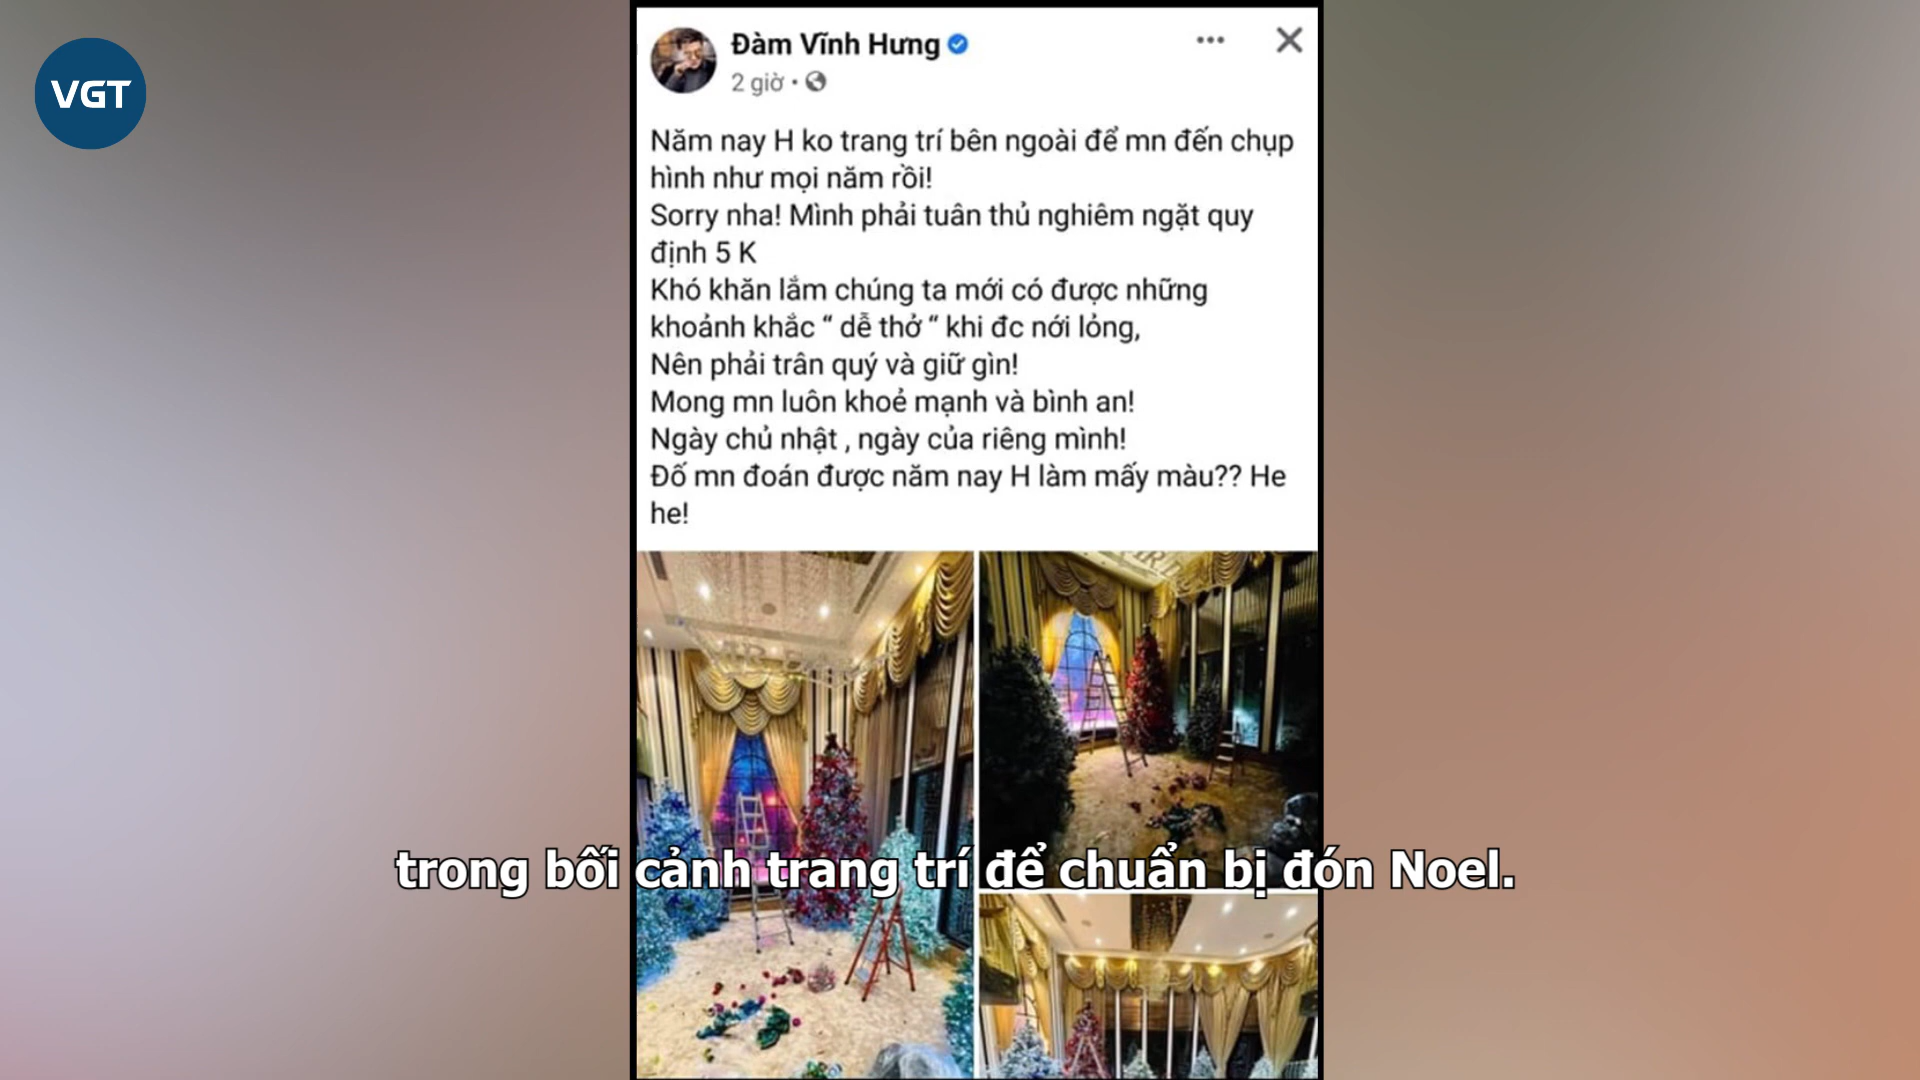 VGT
Đàm Vĩnh Hưng
2 giờ
Năm nay H ko trang trí bên ngoài để mn đến chụp
hình như mọi năm rồi!
Sorry nha! Mình phải tuân thủ nghiêm ngặt quy
định 5 K
Khó khăn lắm chúng ta mới có được những
khoảnh khắc “ dễ thở “ khi đc nới lỏng,
Nên phải trân quý và giữ gìn!
Mong mn luôn khoẻ mạnh và bình an!
Ngày chủ nhật , ngày của riêng mình!
Đố mn đoán được năm nay H làm mấy màu?? He
he!
trong bối cảnh trang trí để chuẩn bị đón Noel.